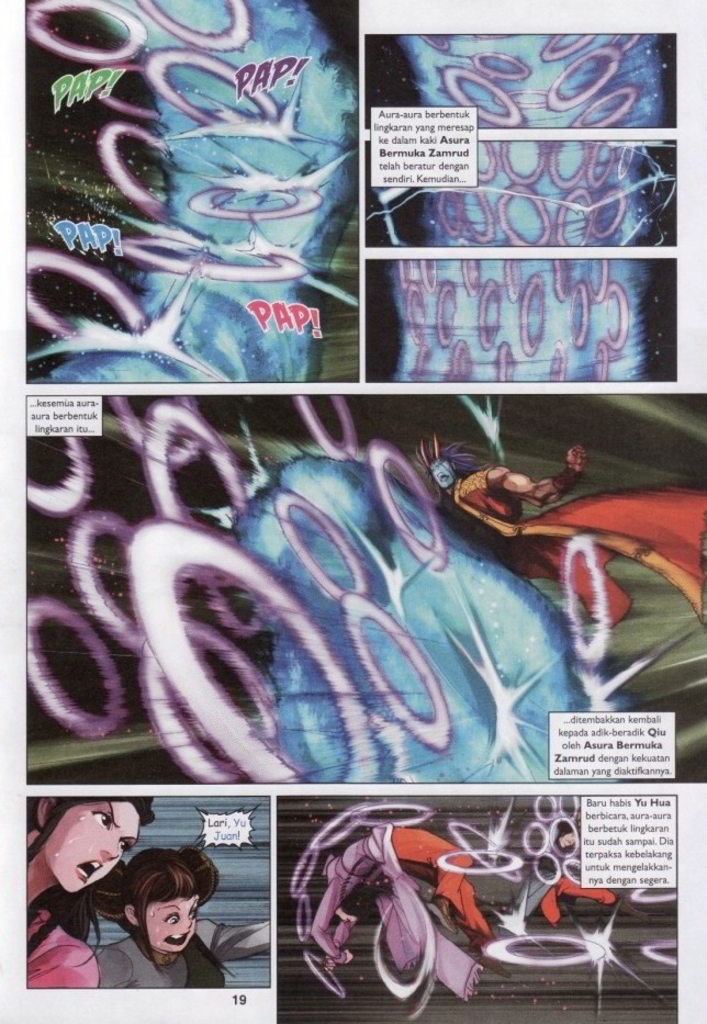 PAP!
PAP!
PAP!
PAP!
Aura-aura berbentuk
lingkaran yang meresap
ke dalam kaki Asura
Bermuka Zamrud
telah beratur dengan
sendiri. Kemudian...
...kesemua aura-
aura berbentuk
lingkaran itu...
...ditembakkan kembali
kepada adik-beradik Qiu
oleh Asura Bermuka
Zamrud dengan kekuatan
dalaman yang diaktifkannya.
Lari, Yu
Juan!
Baru habis Yu Hua
berbicara, aura-aura
berbetuk lingkaran
itu sudah sampai. Dia
terpaksa kebelakang
untuk mengelakkan-
nya dengan segera.
19